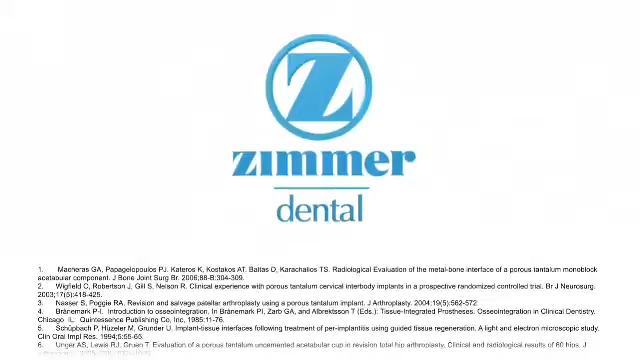 Z
zimmer
dental
1. Macheras GA, Papagelopoulos PJ. Kateros K, Kostakos AT. Baltas D, Karachalios TS. Radiological Evaluation of the metal-bone interface of a porous tantalum monoblock
acetabular component. J Bone Joint Surg Br. 2006;88-B:304-309.
2. Wigfield C, Robertson J, Gill S, Nelson R. Clinical experience with porous tantalum cervical interbody implants in a prospective randomized controlled trial. Br J Neurosurg.
2003;17(5):418-425.
3. Nasser S, Poggie RA. Revision and salvage patellar arthroplasty using a porous tantalum implant. J Arthroplasty. 2004;19(5):562-572.
4. Brånemark P-I. Introduction to osseointegration. In Brånemark PI, Zarb GA, and Albrektsson T (Eds.): Tissue-Integrated Prostheses. Osseointegration in Clinical Dentistry.
Chicago IL: Quintessence Publishing Co, Inc, 1985:11-76.
5. Schüpbach P, Hüzeler M, Grunder U. Implant-tissue interfaces following treatment of per-implantitis using guided tissue regeneration. A light and electron microscopic study.
Clin Oral Impl Res. 1994;5:55-65.
6. Unger AS, Lewis RJ, Gruen T. Evaluation of a porous tantalum uncemented acetabular cup in revision total hip arthroplasty. Clinical and radiological results of 60 hips. J